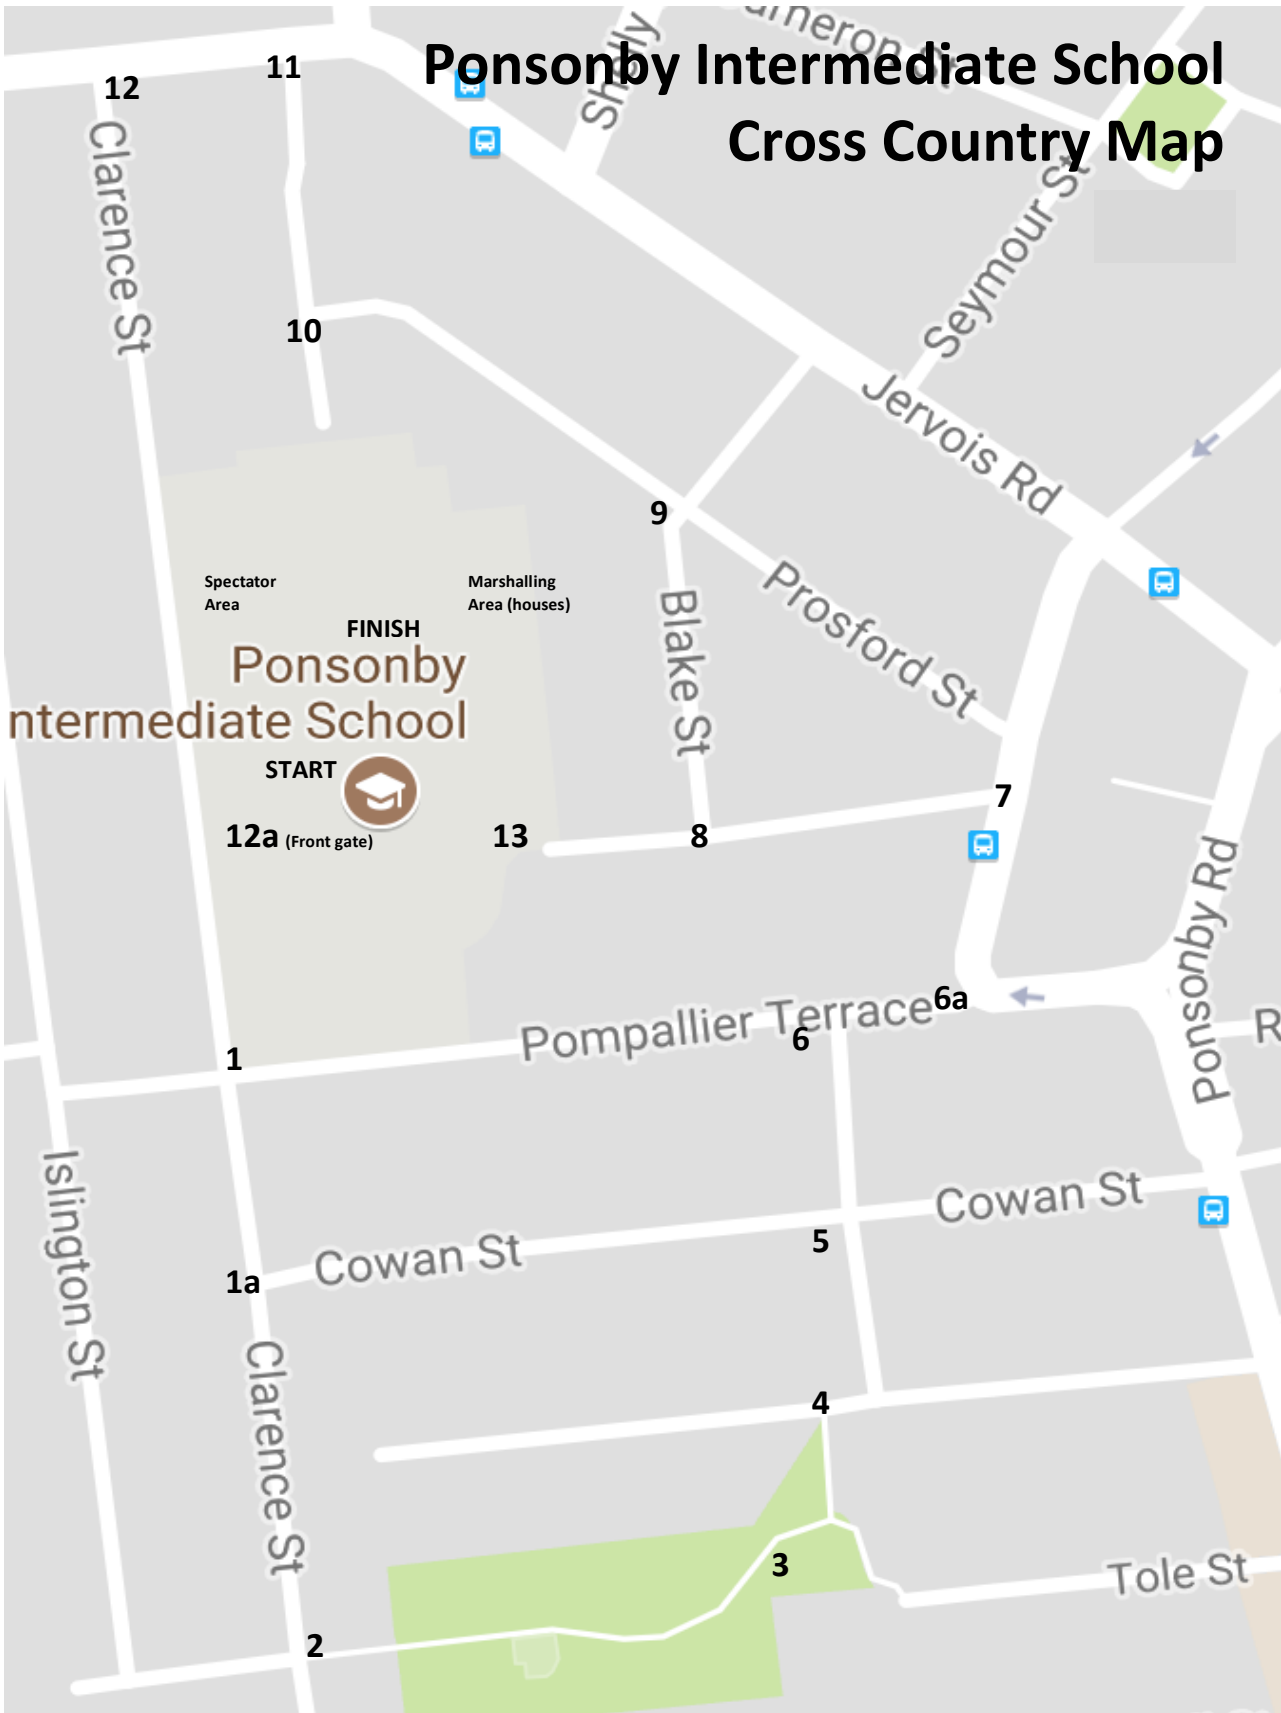 Ponsonby Intermediate School
Cross Country Map
Shelly
11
12
Clarence St
Seymour St
10
Jervois Rd
9
Spectator
Area
Marshalling
Area (houses)
FINISH
Blake St
Prosford St
Ponsonby
ntermediate School
START
12a (Front gate)
13
8
7
Ponsonby Rd
6a
Pompallier Terrace
6
R
1
Islington St
Cowan St
5
Cowan St
1a
Clarence St
4
3
Tole St
2